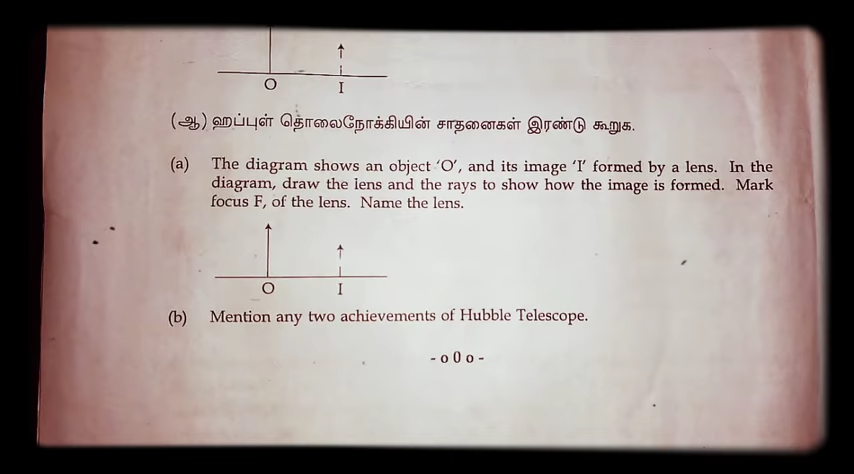 O I
(ஆ) ஹப்புள் தொலைநோக்கியின் சாதனைகள் இரண்டு கூறுக.
(a) The diagram shows an object 'O', and its image 'I' formed by a lens. In the
diagram, draw the lens and the rays to show how the image is formed. Mark
focus F, of the lens. Name the lens.
O I
(b) Mention any two achievements of Hubble Telescope.
- o 0 o -